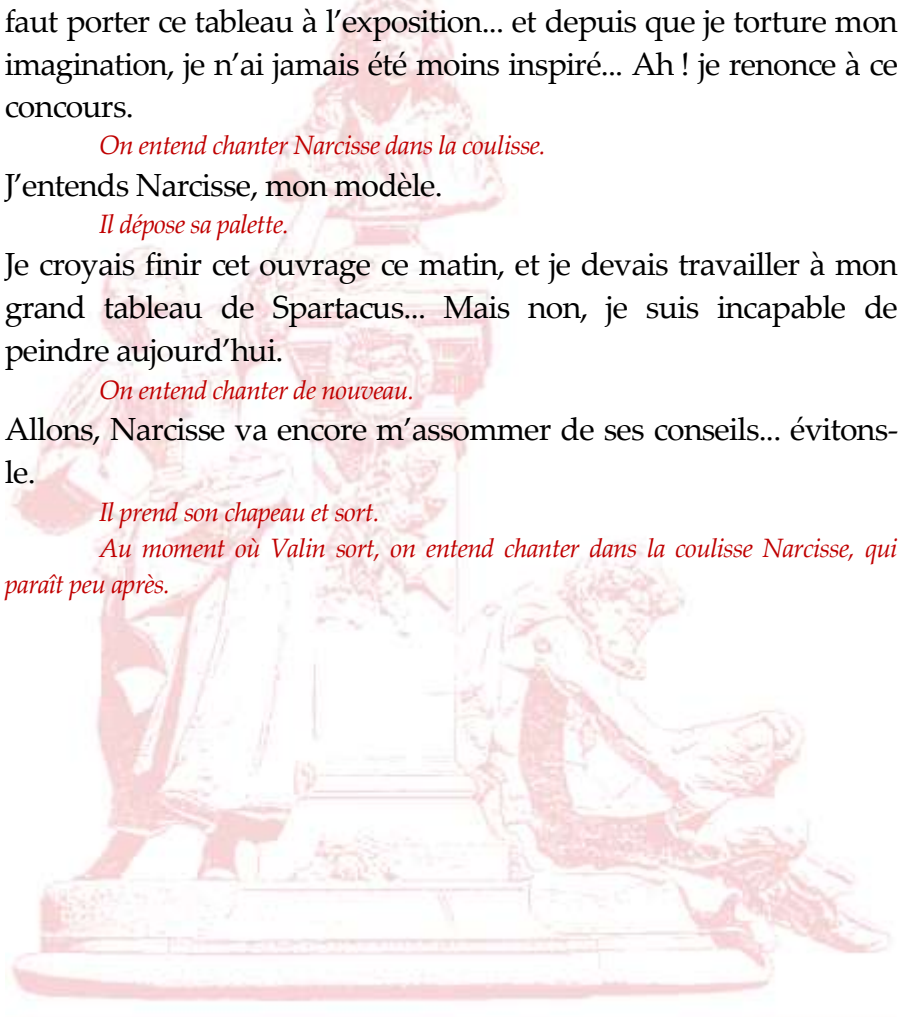 faut porter ce tableau à l’exposition... et depuis que je torture mon
imagination, je n’ai jamais été moins inspiré... Ah ! je renonce à ce
concours.
On entend chanter Narcisse dans la coulisse.
J’entends Narcisse, mon modèle.
Il dépose sa palette.
Je croyais finir cet ouvrage ce matin, et je devais travailler à mon
grand tableau de Spartacus... Mais non, je suis incapable de
peindre aujourd’hui.
On entend chanter de nouveau.
Allons, Narcisse va encore m’assommer de ses conseils... évitons-
le.
Il prend son chapeau et sort.
Au moment où Valin sort, on entend chanter dans la coulisse Narcisse, qui
paraît peu après.